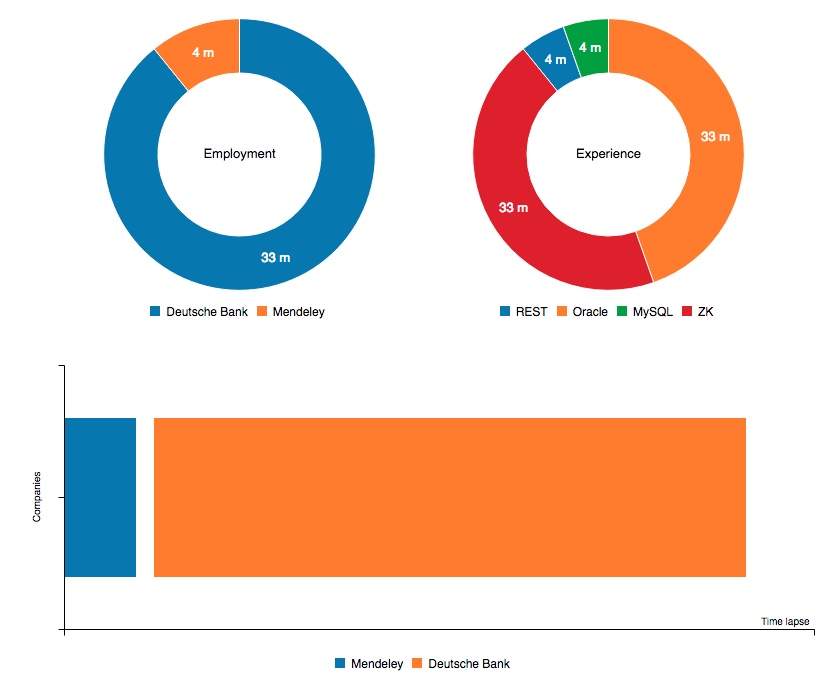 4 m
Employment
33 m
Deutsche Bank Mendeley
4 m
4 m
33 m
Experience
33 m
REST Oracle MySQL ZK
Companies
Time lapse
Mendeley Deutsche Bank